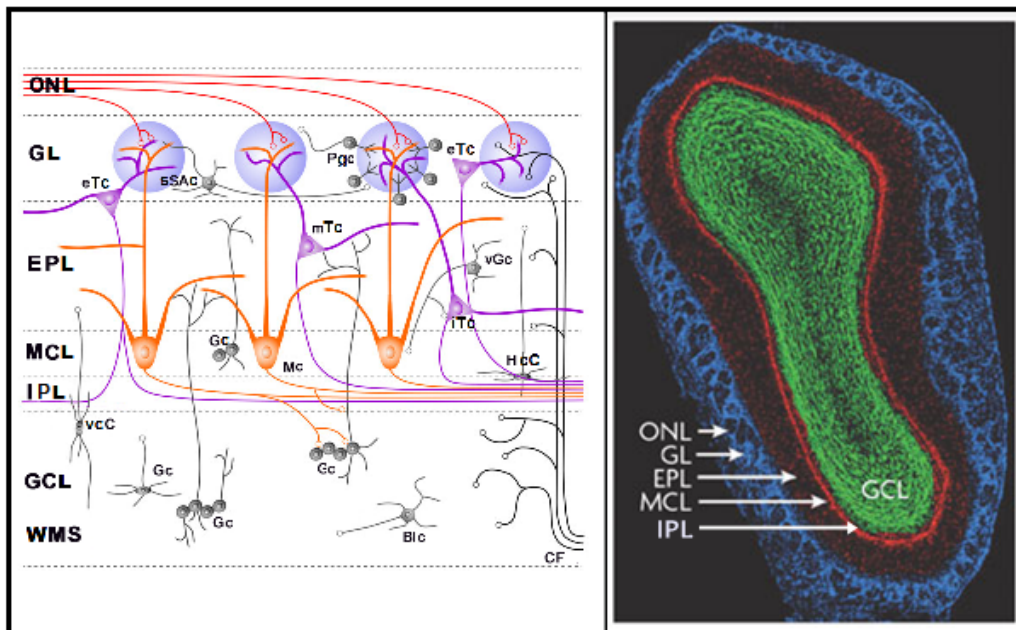 ONL
GL
Pgc
eTc
eTc
sSAc
mTc
EPL
vGc
iTc
MCL
Gc
Mc
HcC
IPL
vcC
Gc
Gc
GCL
Gc
WMS
Blc
CF
ONL
GL
EPL
MCL
GCL
IPL